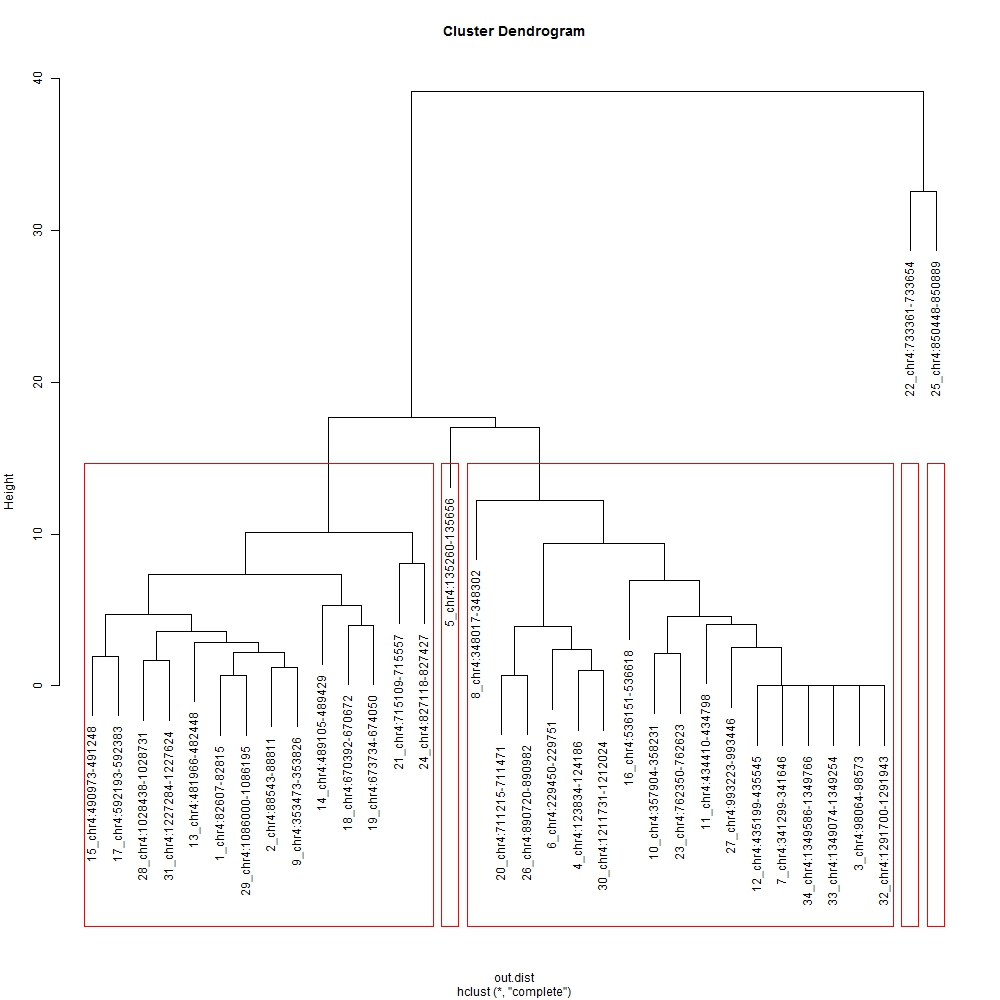 Cluster Dendrogram
Height
40
30
20
10
0
15_chr4:490973-491248
17_chr4:592193-592383
28_chr4:1028438-1028731
31_chr4:1227284-1227624
13_chr4:481966-482448
1_chr4:82607-82815
29_chr4:1086000-1086195
2_chr4:88543-88811
9_chr4:353473-353826
14_chr4:489105-489429
18_chr4:670392-670672
19_chr4:673734-674050
21_chr4:715109-715557
24_chr4:827118-827427
5_chr4:135260-135656
8_chr4:348017-348302
20_chr4:711215-711471
26_chr4:890720-890982
6_chr4:229450-229751
4_chr4:123834-124186
30_chr4:1211731-1212024
16_chr4:536151-536618
10_chr4:357904-358231
23_chr4:762350-762623
11_chr4:434410-434798
27_chr4:993223-993446
12_chr4:435199-435545
7_chr4:341299-341646
34_chr4:1349586-1349766
33_chr4:1349074-1349254
3_chr4:98064-98573
32_chr4:1291700-1291943
22_chr4:733361-733654
25_chr4:850448-850889
out.dist
hclust (*, "complete")